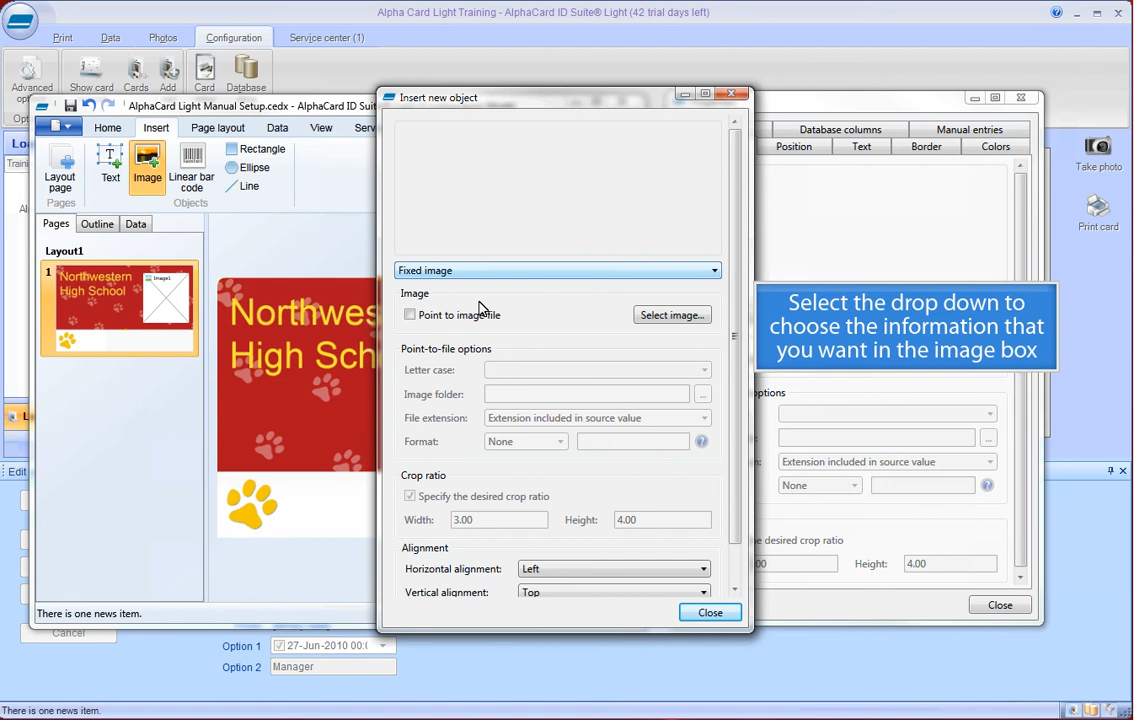 Alpha Card Light Training - AlphaCard ID Suite® Light (42 trial days left)
Print Data Photos Configuration Service center (1)
Advanced
Show card Cards Add Card Database
AlphaCard Light Manual Setup.cedx - AlphaCard ID Suit
Insert new object
Home Insert Page layout Data View Serv
Database columns Manual entries
Position Text Border Colors
Layout
page
Text Image Linear bar
code
Rectangle
Ellipse
Line
Pages Objects
Take photo
Print card
Pages Outline Data
Layout1
1
Northwestern
High School
Image1
Northwes
High Sch
Fixed image
Image
Point to image file
Select image...
Select the drop down to
choose the information that
you want in the image box
Point-to-file options
Letter case:
Image folder:
...
File extension: Extension included in source value
Format: None
?
Crop ratio
Specify the desired crop ratio
Width: 3.00 Height: 4.00
Alignment
Horizontal alignment: Left
Vertical alignment: Top
Close
options
...
Extension included in source value
None
?
e desired crop ratio
00 Height: 4.00
Close
Edit
There is one news item.
Cancel
Option 1 27-Jun-2010 00:(
Option 2 Manager
There is one news item.